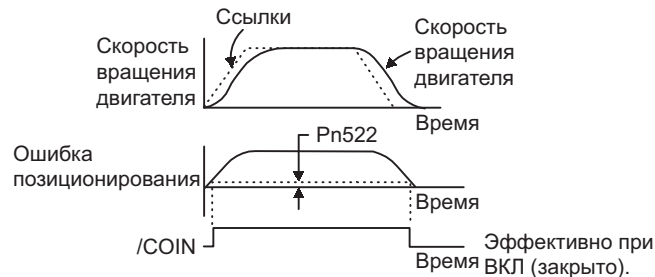 Ссылки
Скорость
вращения
двигателя
Скорость
вращения
двигателя
Время
Pn522
Ошибка
позиционирования
Время
/COIN
Время
Эффективно при
ВКЛ (закрыто).